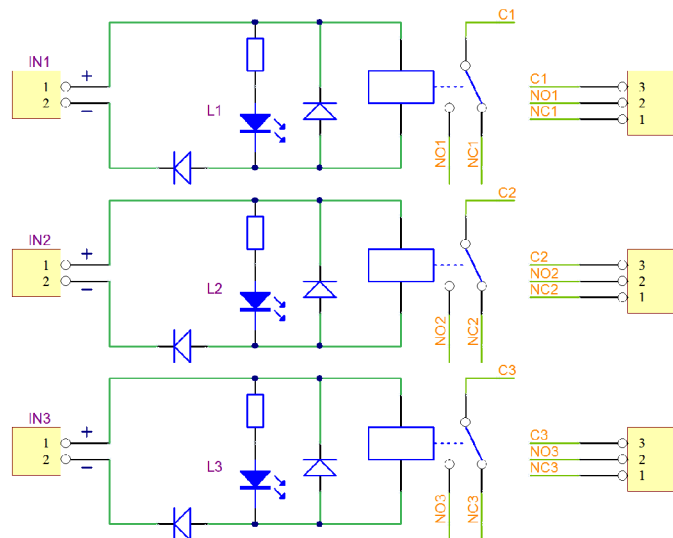 C1
IN1
1 +
2 −
L1
NO1
NC1
C1 3
NO1 2
NC1 1
C2
IN2
1 +
2 −
L2
NO2
NC2
C2 3
NO2 2
NC2 1
C3
IN3
1 +
2 −
L3
NO3
NC3
C3 3
NO3 2
NC3 1